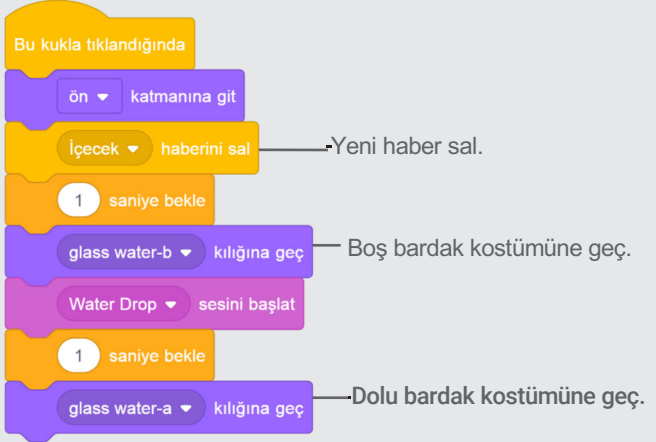 Bu kukla tıklandığında
ön katmanına git
İçecek haberini sal Yeni haber sal.
1 saniye bekle
glass water-b kılığına geç Boş bardak kostümüne geç.
Water Drop sesini başlat
1 saniye bekle
glass water-a kılığına geç Dolu bardak kostümüne geç.